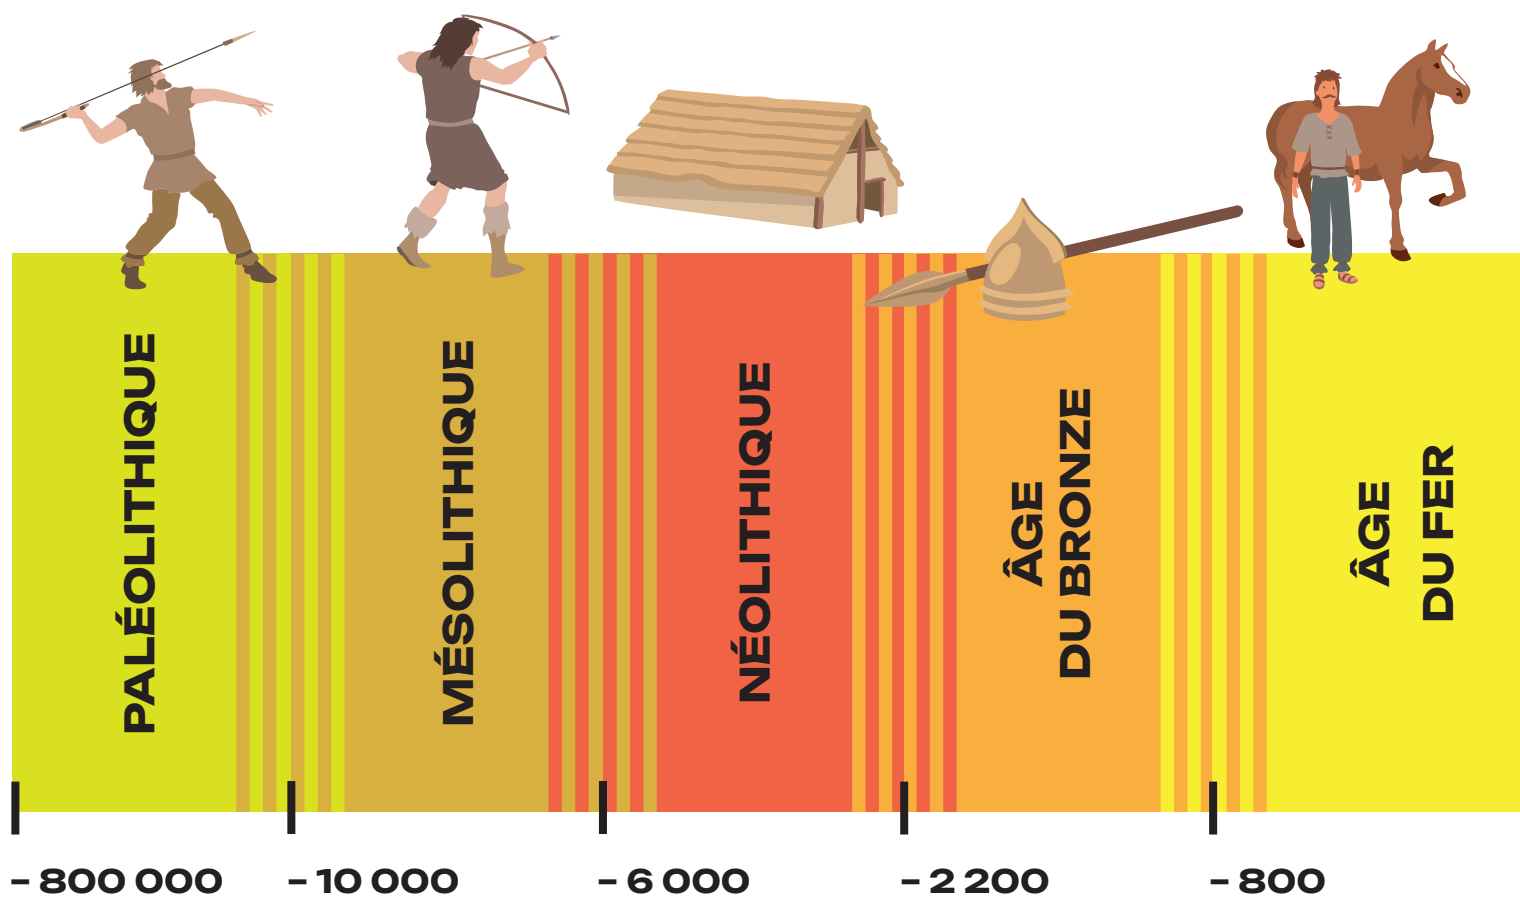 PALÉOLITHIQUE
MÉSOLITHIQUE
NÉOLITHIQUE
ÂGE
DU BRONZE
ÂGE
DU FER
– 800 000
– 10 000
– 6 000
– 2 200
– 800